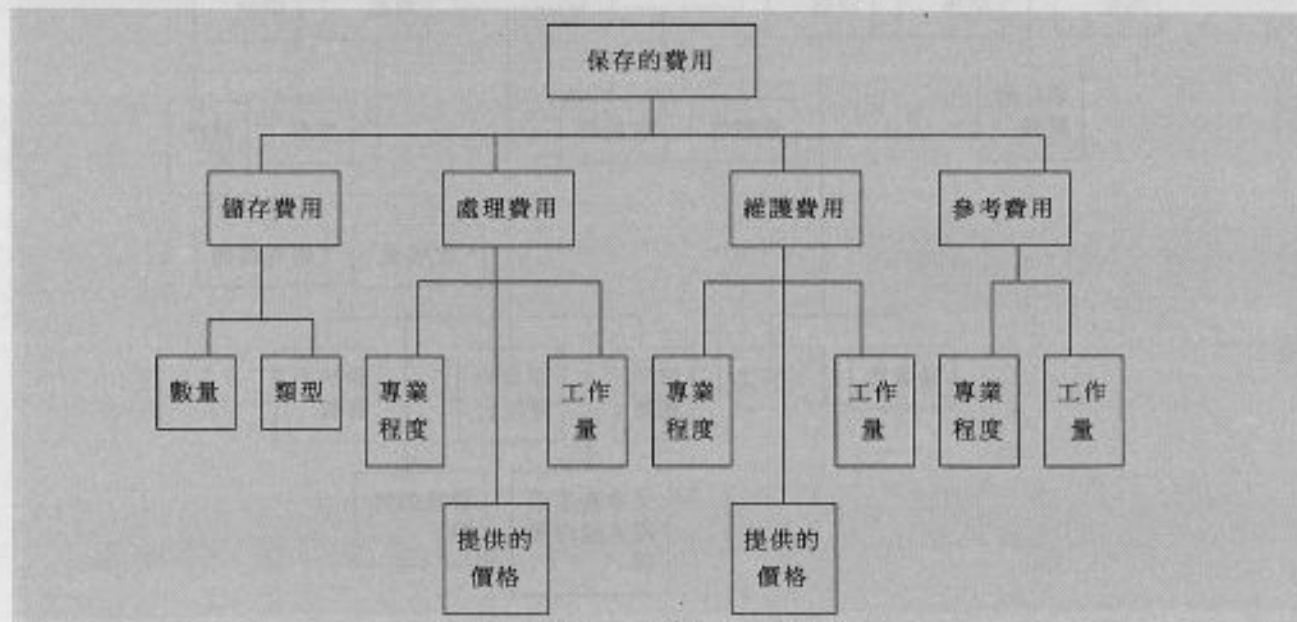 保存的費用
儲存費用
處理費用
維護費用
參考費用
數量
類型
專業
程度
工作
量
專業
程度
工作
量
專業
程度
工作
量
提供的
價格
提供的
價格